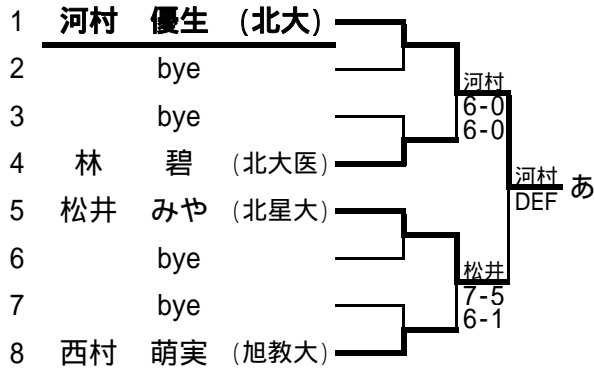 1 河村 優生 (北大)
2 bye
3 bye
4 林 碧 (北大医)
5 松井 みや (北星大)
6 bye
7 bye
8 西村 萌実 (旭教大)
河村
6-0
6-0
松井
7-5
6-1
河村
DEF
あ